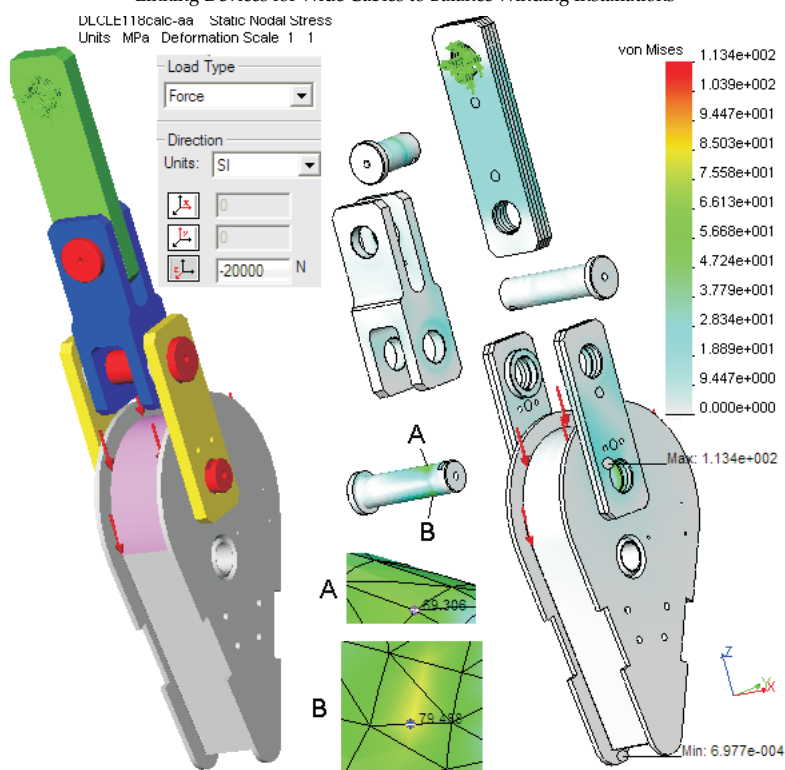 Linking Devices for Wide Cables to Balance Winding Installations
DLCLE118calc-aa Static Nodal Stress
Units MPa Deformation Scale 1 1
Load Type
Force
Direction
Units: SI
x
0
y
0
z
-20000 N
von Mises
1.134e+002
1.039e+002
9.447e+001
8.503e+001
7.558e+001
6.613e+001
5.668e+001
4.724e+001
3.779e+001
2.834e+001
1.889e+001
9.447e+000
0.000e+000
Max: 1.134e+002
A
B
A
69.306
B
Z
Y
X
Min: 6.977e-004